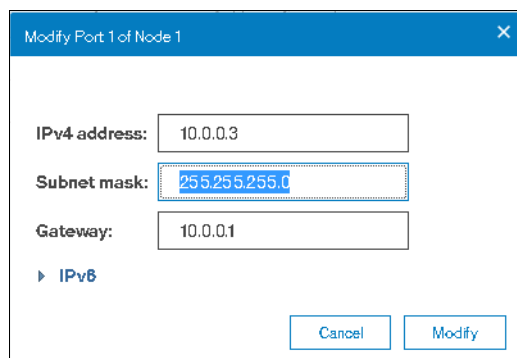 Modify Port 1 of Node 1
IPv4 address: 10.0.0.3
Subnet mask: 255.255.255.0
Gateway: 10.0.0.1
IPv6
Cancel Modify